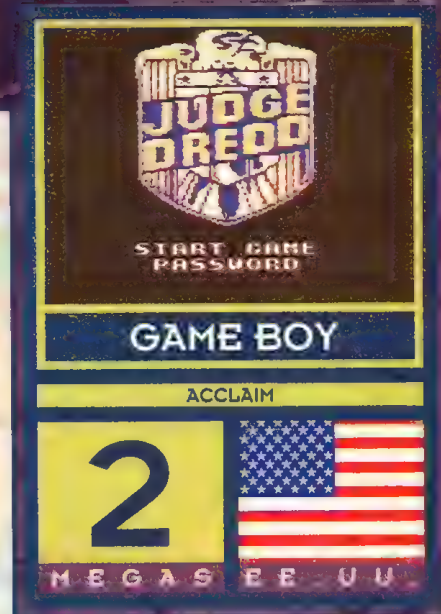 JUDGE
DREDD
START GAME
PASSWORD
GAME BOY
ACCLAIM
2
MEGAS EE.UU.